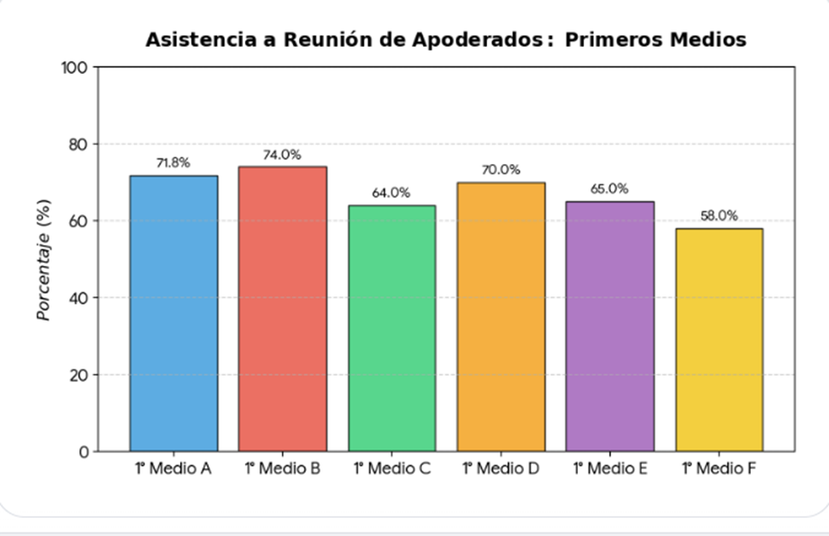 Asistencia a Reunión de Apoderados: Primeros Medios
100
80
60
40
20
0
Porcentaje (%)
71.8%
74.0%
64.0%
70.0%
65.0%
58.0%
1° Medio A
1° Medio B
1° Medio C
1° Medio D
1° Medio E
1° Medio F